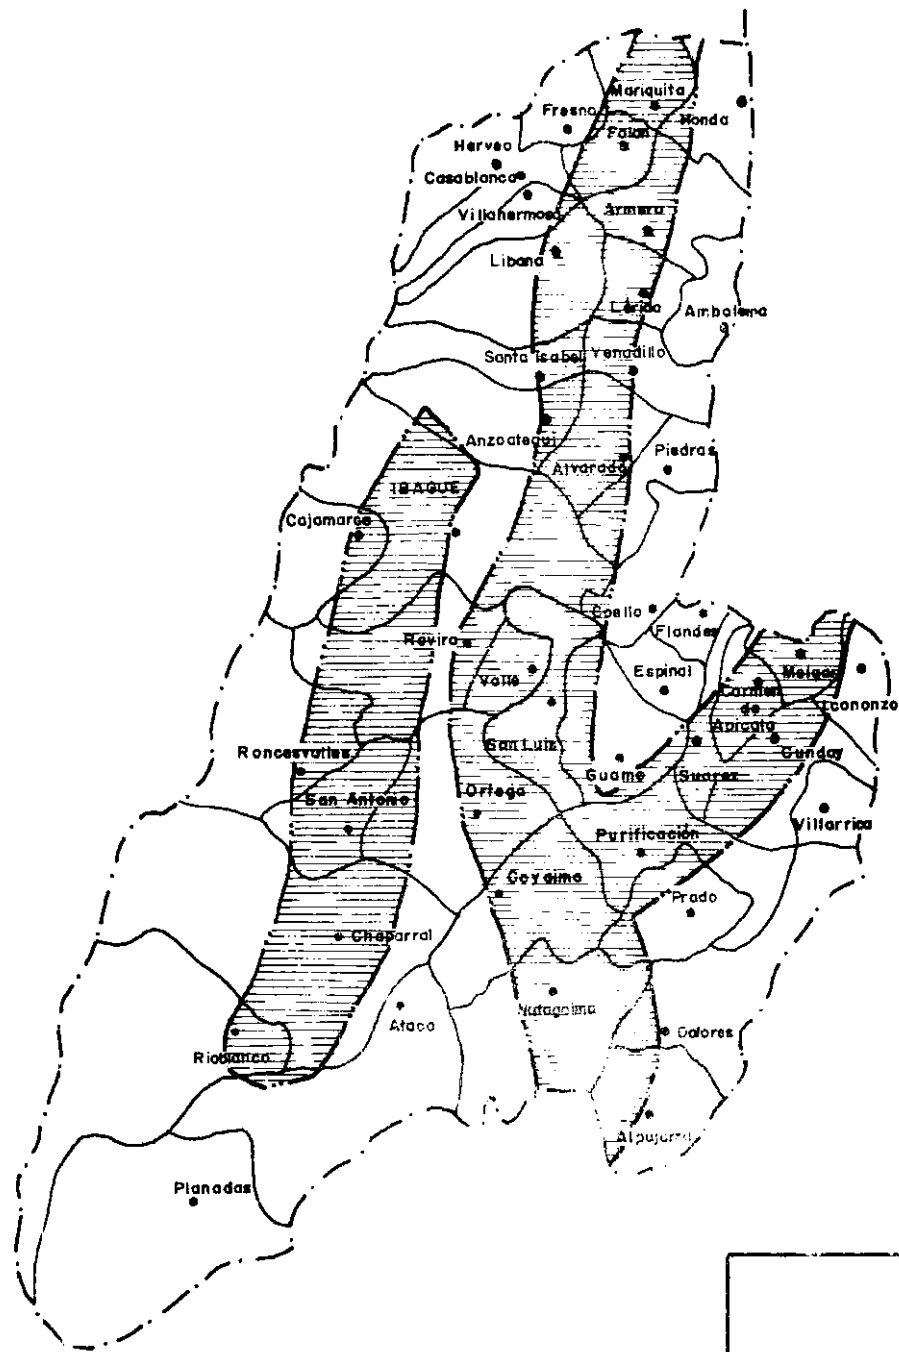 Mariquita
Fresno
Honda
Falan
Herveo
Casablanca
Villahermosa
Armero
Libano
Lérida
Ambalema
Santa Isabel
Venadillo
Anzoategui
Alvarado
Piedras
IBAGUE
Cajamarca
Coello
Flandes
Rovira
Valle
Espinal
Melgar
Carmen
de
Apicala
Icononzo
San Luis
Cunday
Roncesvalles
Guamo
Suarez
Ortega
San Antonio
Villarrica
Purificación
Coyaima
Prado
Chaparral
Natagaima
Ataco
Dolores
Rioblanco
Alpujarra
Planadas